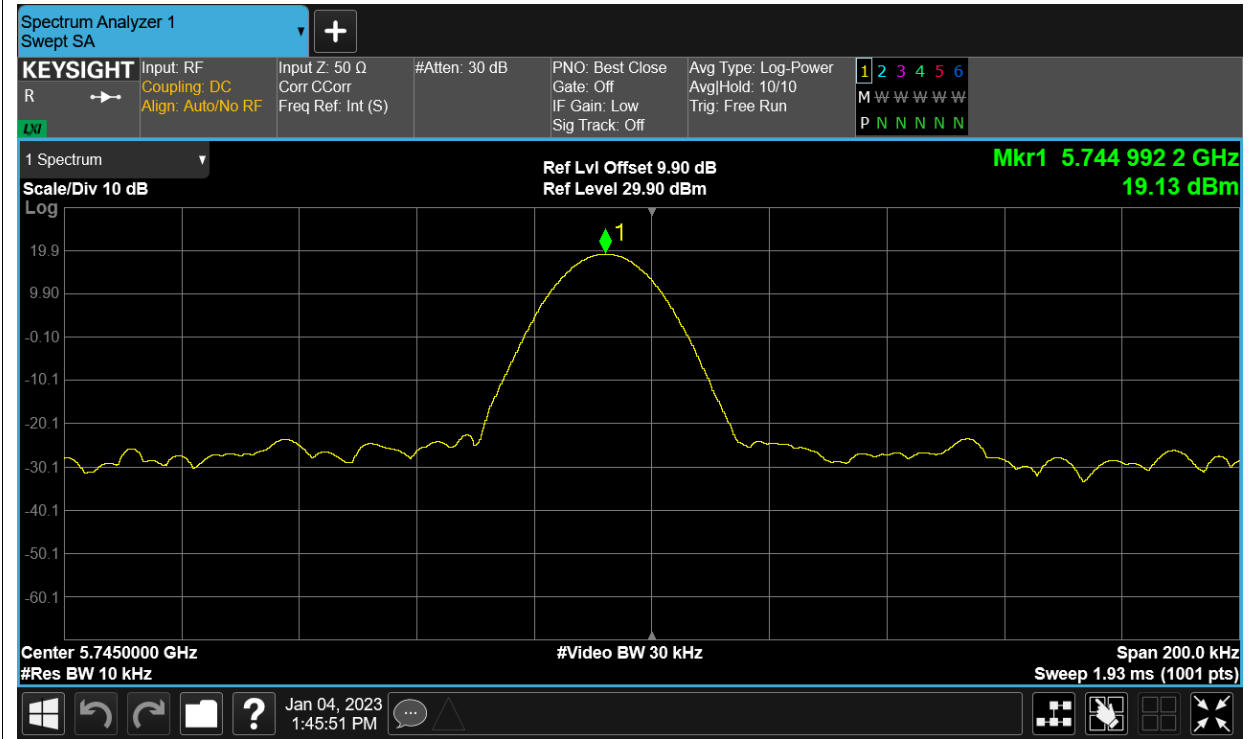 Spectrum Analyzer 1
Swept SA
+
KEYSIGHT
R
LXI
Input: RF
Coupling: DC
Align: Auto/No RF
Input Z: 50 Ω
Corr CCorr
Freq Ref: Int (S)
#Atten: 30 dB
PNO: Best Close
Gate: Off
IF Gain: Low
Sig Track: Off
Avg Type: Log-Power
Avg|Hold: 10/10
Trig: Free Run
1 2 3 4 5 6
M W W W W W
P N N N N N
1 Spectrum
Scale/Div 10 dB
Log
Ref Lvl Offset 9.90 dB
Ref Level 29.90 dBm
Mkr1 5.744 992 2 GHz
19.13 dBm
1
19.9
9.90
-0.10
-10.1
-20.1
-30.1
-40.1
-50.1
-60.1
Center 5.7450000 GHz
#Res BW 10 kHz
#Video BW 30 kHz
Span 200.0 kHz
Sweep 1.93 ms (1001 pts)
?
Jan 04, 2023
1:45:51 PM